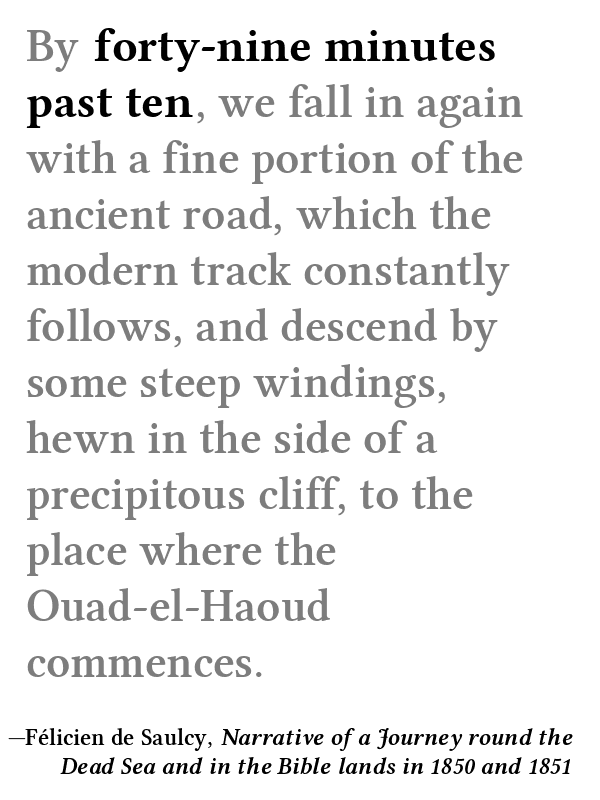 By forty-nine minutes
past ten, we fall in again
with a fine portion of the
ancient road, which the
modern track constantly
follows, and descend by
some steep windings,
hewn in the side of a
precipitous cliff, to the
place where the
Ouad-el-Haoud
commences.
—Félicien de Saulcy, Narrative of a Journey round the
Dead Sea and in the Bible lands in 1850 and 1851